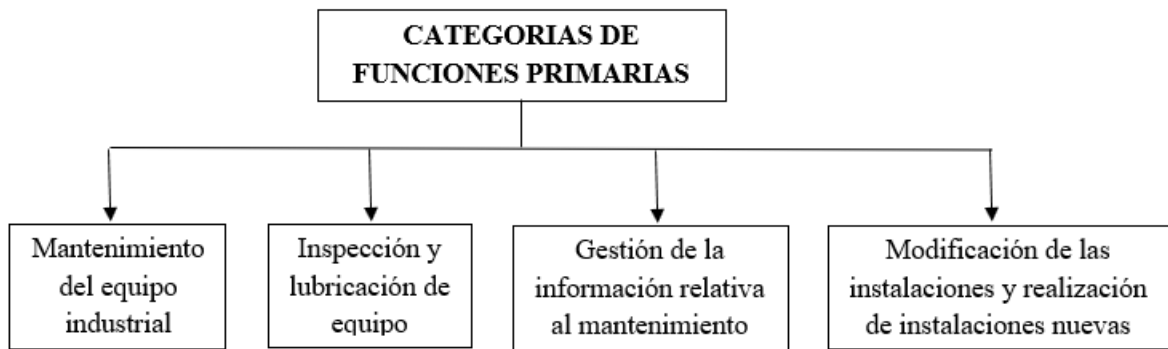 CATEGORIAS DE
FUNCIONES PRIMARIAS
Mantenimiento
del equipo
industrial
Inspección y
lubricación de
equipo
Gestión de la
información relativa
al mantenimiento
Modificación de las
instalaciones y realización
de instalaciones nuevas